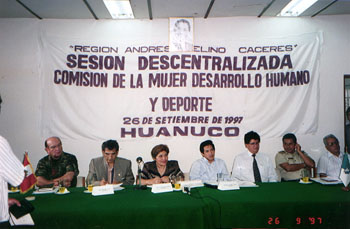 "REGION ANDRES AVELINO CACERES"
SESION DESCENTRALIZADA
COMISION DE LA MUJER DESARROLLO HUMANO
Y DEPORTE
26 DE SETIEMBRE DE 1997
HUANUCO
26 9'97